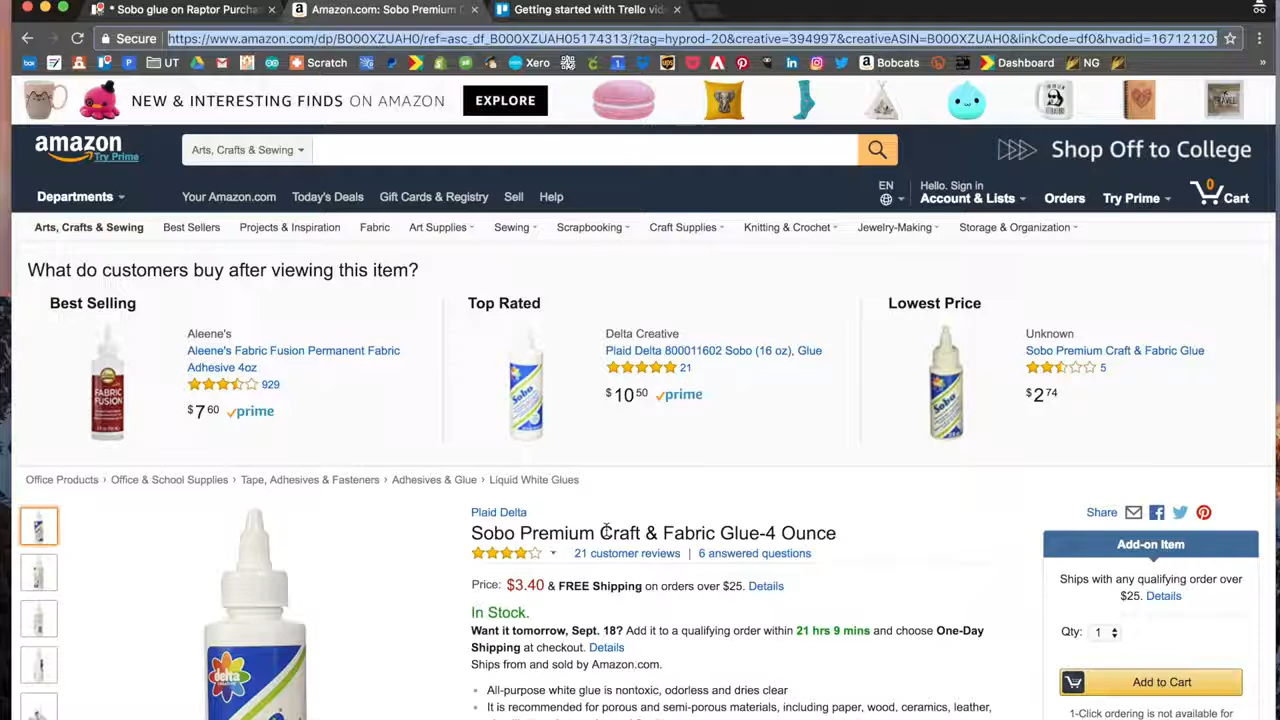 * Sobo glue on Raptor Purcha
Amazon.com: Sobo Premium C
Getting started with Trello vid
Secure
https://www.amazon.com/dp/B000XZUAH0/ref=asc_df_B000XZUAH05174313/?tag=hyprod-20&creative=394997&creativeASIN=B000XZUAH0&linkCode=df0&hvadid=16712120
box
UT
Scratch
Xero
ups
Bobcats
Dashboard
NG
»
NEW & INTERESTING FINDS ON AMAZON
EXPLORE
amazon
Try Prime
Arts, Crafts & Sewing
Shop Off to College
Departments
Your Amazon.com
Today's Deals
Gift Cards & Registry
Sell
Help
EN
Hello. Sign in
Account & Lists
Orders
Try Prime
0
Cart
Arts, Crafts & Sewing
Best Sellers
Projects & Inspiration
Fabric
Art Supplies
Sewing
Scrapbooking
Craft Supplies
Knitting & Crochet
Jewelry-Making
Storage & Organization
What do customers buy after viewing this item?
Best Selling
Aleene's
Aleene's Fabric Fusion Permanent Fabric
Adhesive 4oz
929
$7 60 prime
FABRIC
FUSION
Top Rated
Delta Creative
Plaid Delta 800011602 Sobo (16 oz), Glue
21
$10 50 prime
Sobo
Lowest Price
Unknown
Sobo Premium Craft & Fabric Glue
5
$2 74
Sobo
Office Products › Office & School Supplies › Tape, Adhesives & Fasteners › Adhesives & Glue › Liquid White Glues
delta
Plaid Delta
Sobo Premium Craft & Fabric Glue-4 Ounce
21 customer reviews | 6 answered questions
Price: $3.40 & FREE Shipping on orders over $25. Details
In Stock.
Want it tomorrow, Sept. 18? Add it to a qualifying order within 21 hrs 9 mins and choose One-Day
Shipping at checkout. Details
Ships from and sold by Amazon.com.
• All-purpose white glue is nontoxic, odorless and dries clear
• It is recommended for porous and semi-porous materials, including paper, wood, ceramics, leather,
Share
Add-on Item
Ships with any qualifying order over
$25. Details
Qty: 1
Add to Cart
1-Click ordering is not available for